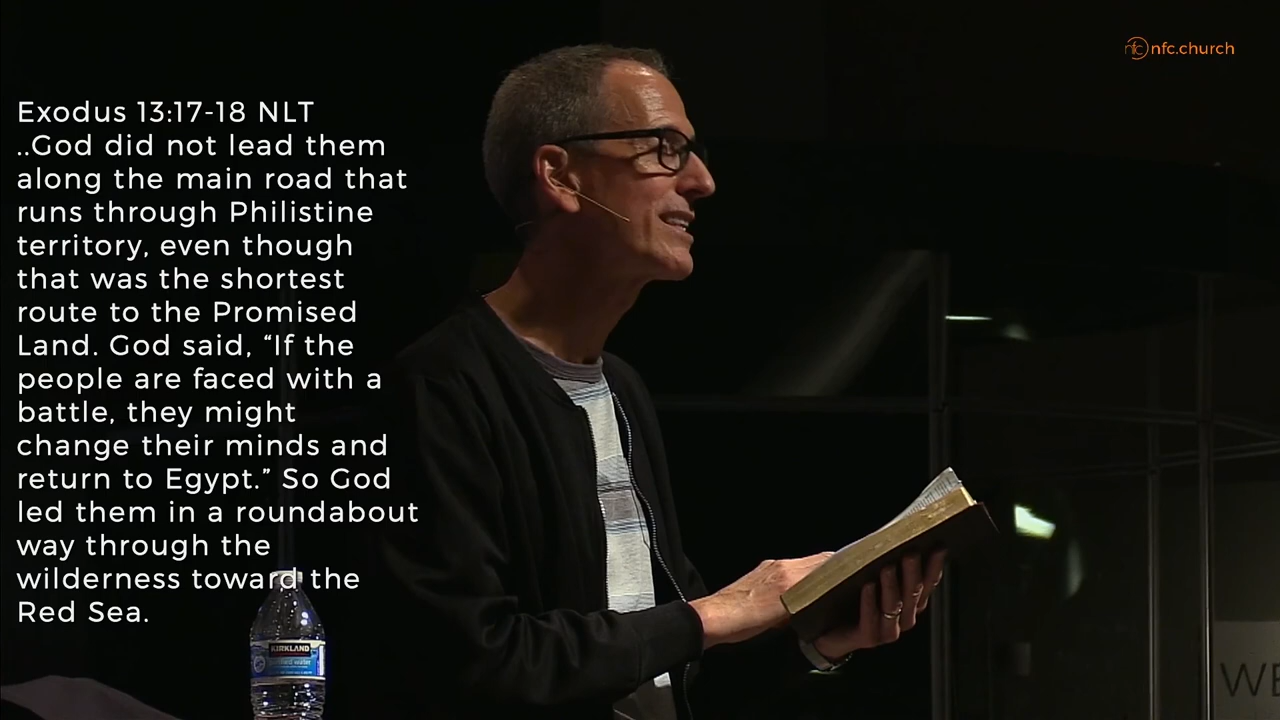 nfc nfc.church
Exodus 13:17-18 NLT
..God did not lead them
along the main road that
runs through Philistine
territory, even though
that was the shortest
route to the Promised
Land. God said, “If the
people are faced with a
battle, they might
change their minds and
return to Egypt.” So God
led them in a roundabout
way through the
wilderness toward the
Red Sea.
KIRKLAND
WE